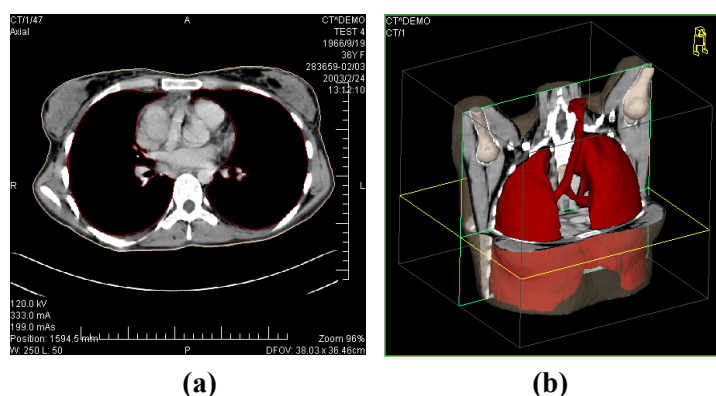 CT/1/47
Axial
A
CT^DEMO
TEST 4
1966/9/19
36Y F
283659-02/03
2003/2/24
13:12:10
R
L
120.0 kV
333.0 mA
199.0 mAs
Position: 1594.5 mm
W: 250 L: 50
P
Zoom 96%
DFOV: 38.03 x 36.46cm
CT^DEMO
CT/1
(a)
(b)